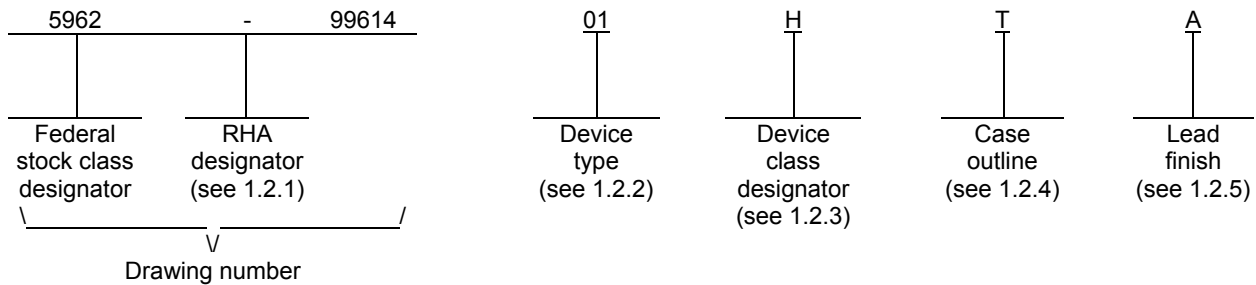 5962 - 99614 01 H T A
Federal stock class designator
RHA designator (see 1.2.1)
Device type (see 1.2.2)
Device class designator (see 1.2.3)
Case outline (see 1.2.4)
Lead finish (see 1.2.5)
\ /
\/
Drawing number